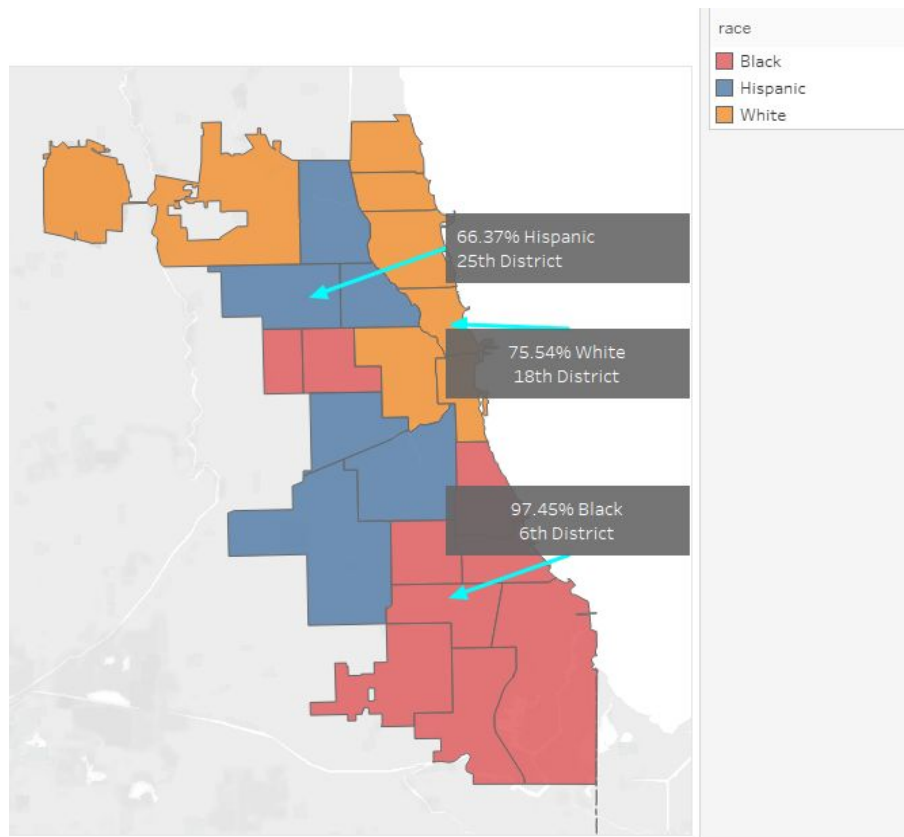 race
Black
Hispanic
White
66.37% Hispanic
25th District
75.54% White
18th District
97.45% Black
6th District